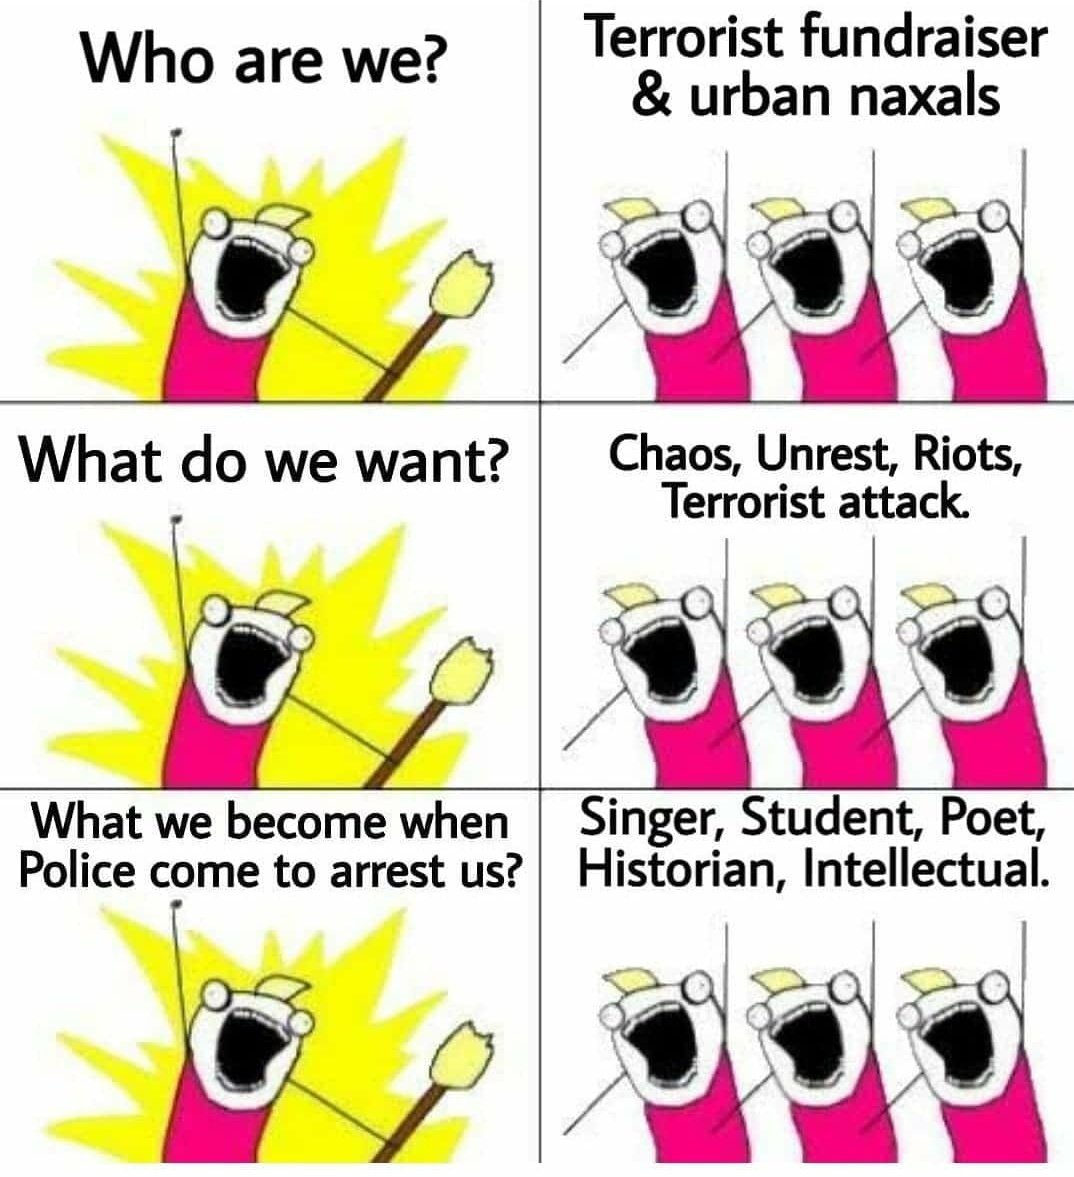 Who are we?
Terrorist fundraiser
& urban naxals
What do we want?
Chaos, Unrest, Riots,
Terrorist attack.
What we become when
Police come to arrest us?
Singer, Student, Poet,
Historian, Intellectual.